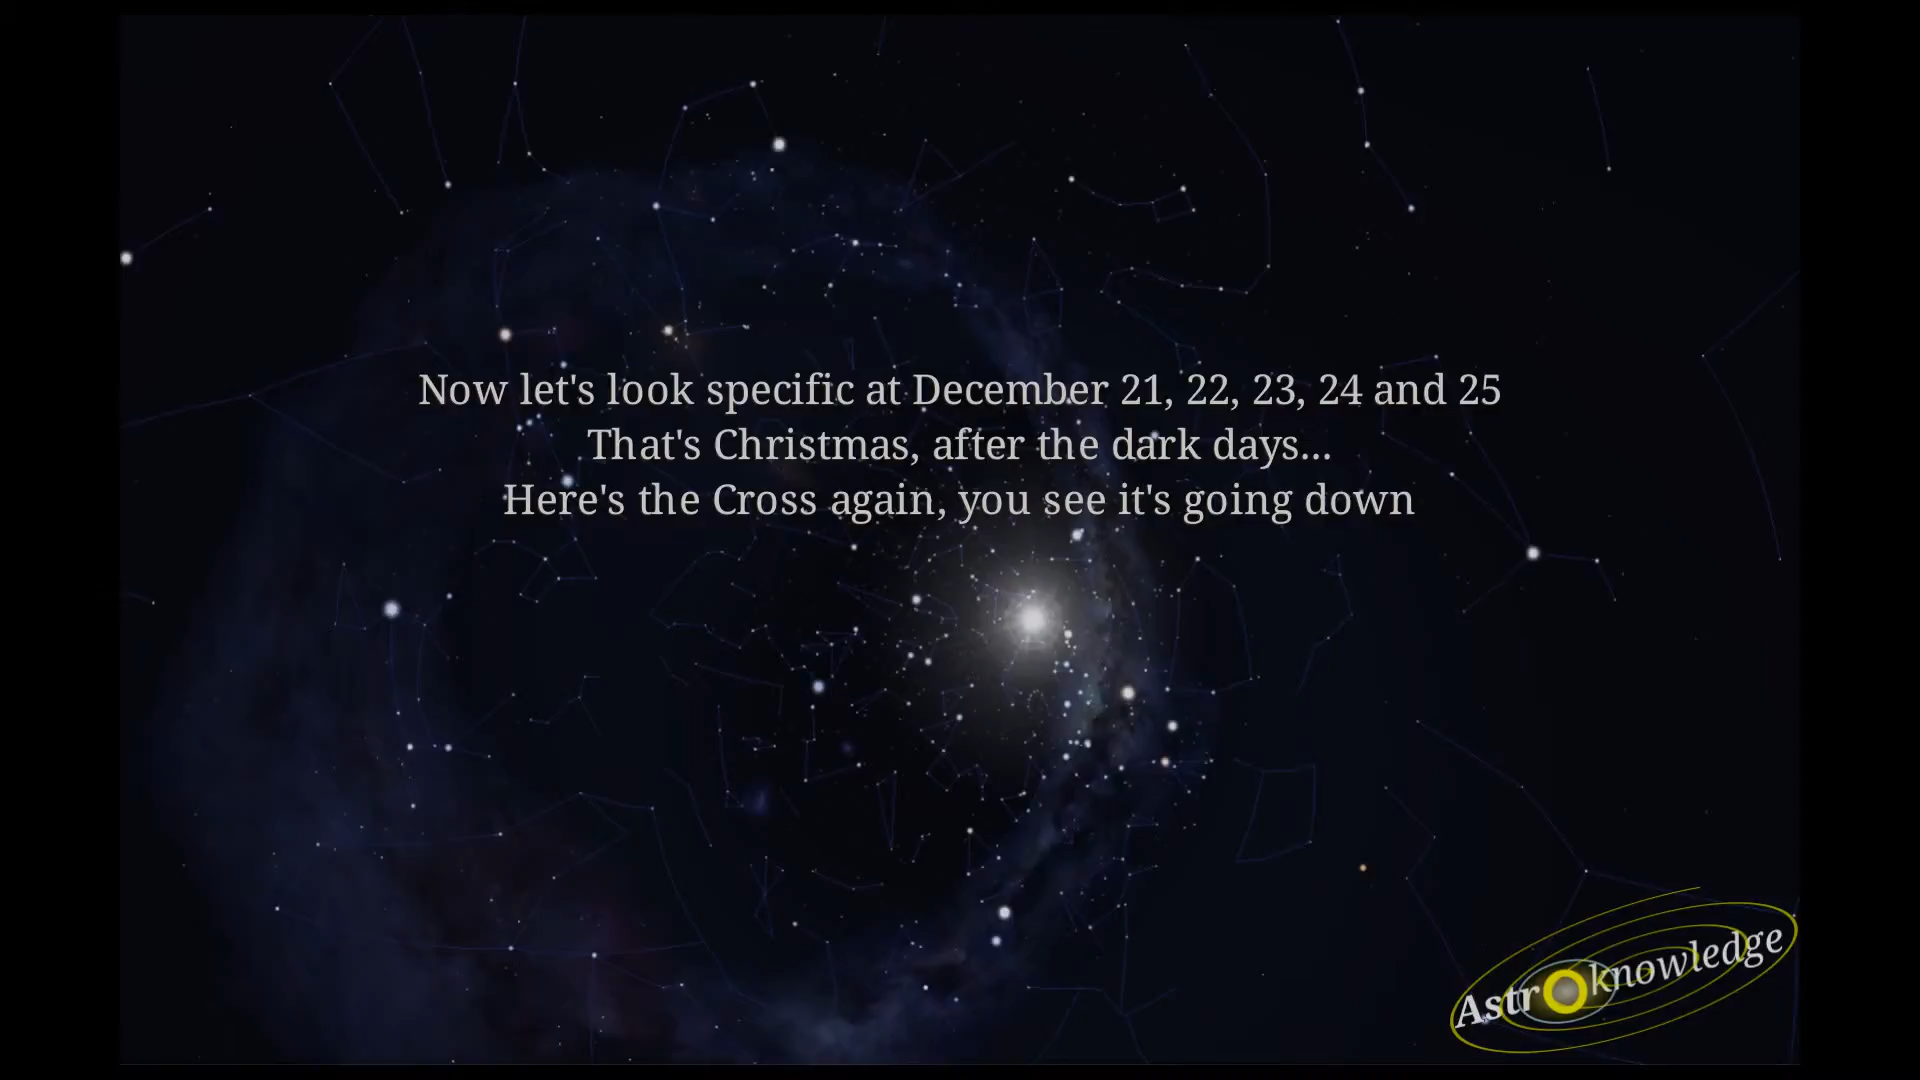 Now let's look specific at December 21, 22, 23, 24 and 25
That's Christmas, after the dark days...
Here's the Cross again, you see it's going down
AstrOknowledge